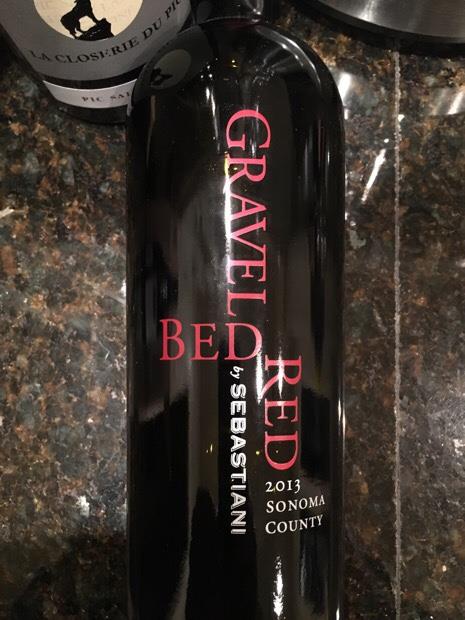 LA CLOSERIE DU PIC
GRAVEL
BED
RED
by SEBASTIANI
2013
SONOMA
COUNTY